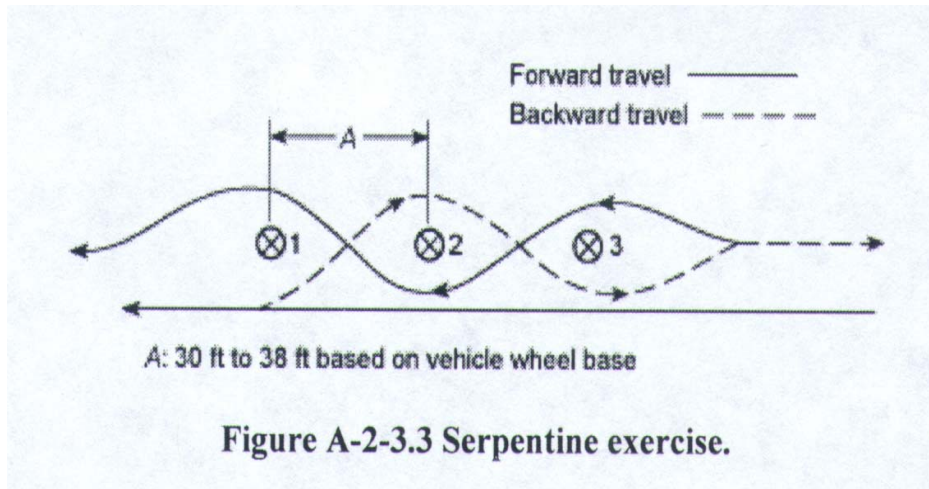 Forward travel
Backward travel
A
1
2
3
A: 30 ft to 38 ft based on vehicle wheel base
Figure A-2-3.3 Serpentine exercise.